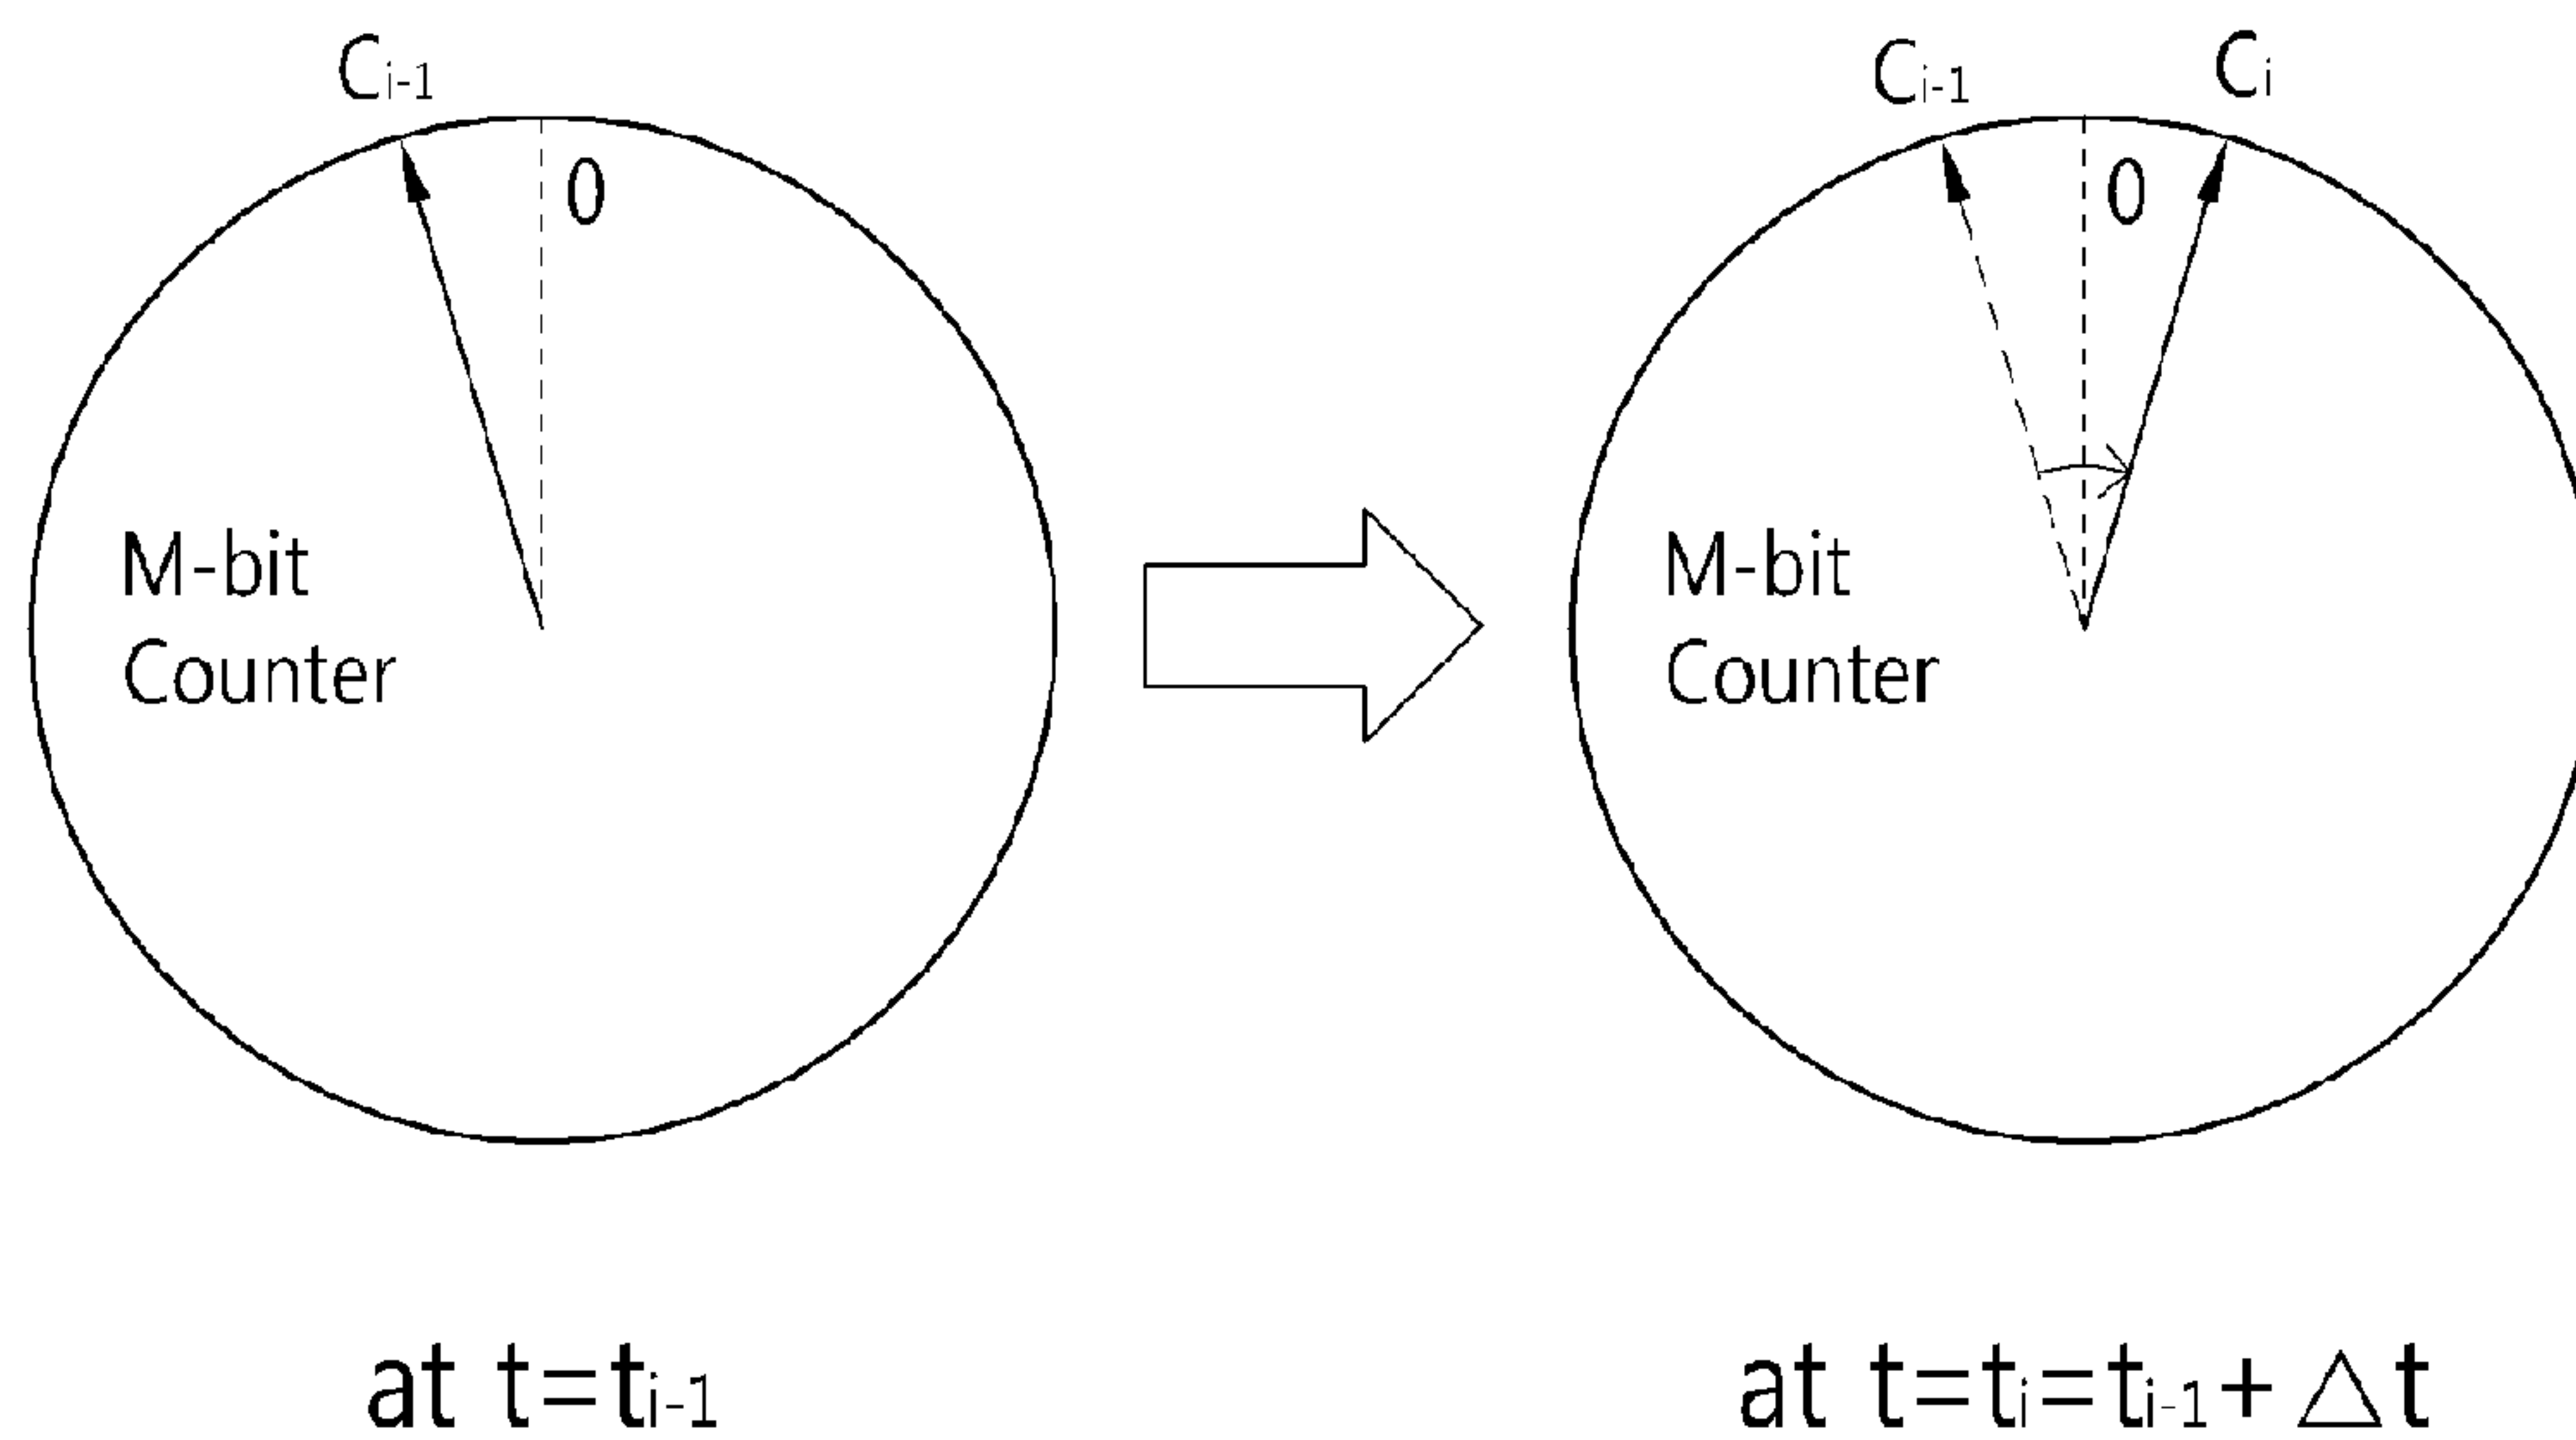 Ci-1
0
M-bit
Counter
at t=ti-1
Ci-1
Ci
0
M-bit
Counter
at t=ti=ti-1+△t